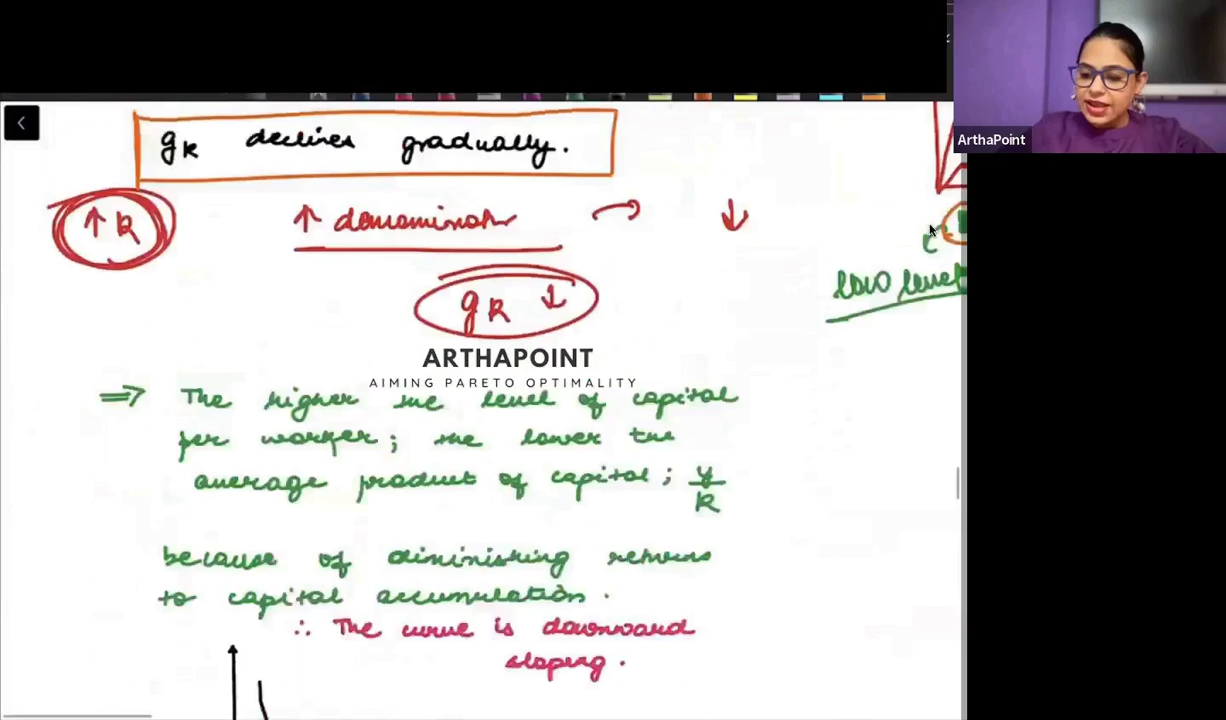 ArthaPoint
gk declines gradually.
↑ k ↑ denominator → ↓
low level
gk ↓
ARTHAPOINT
AIMING PARETO OPTIMALITY
⇒ The higher the level of capital
per worker; the lower the
average product of capital; y/k
because of diminishing returns
to capital accumulation.
∴ The curve is downward
sloping.